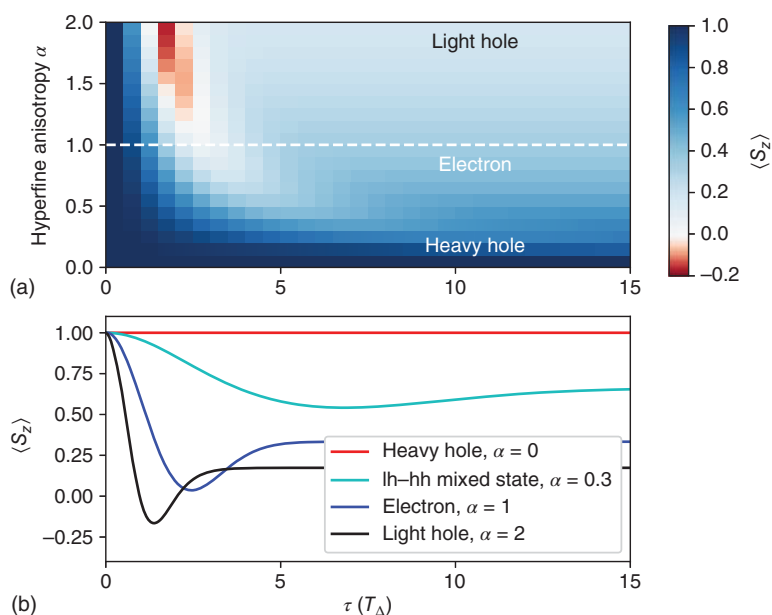 2.0
1.5
1.0
0.5
0.0
Hyperfine anisotropy α
Light hole
Electron
Heavy hole
0
5
10
15
(a)
1.0
0.8
0.6
0.4
0.2
0.0
−0.2
⟨Sz⟩
1.00
0.75
0.50
0.25
0.00
−0.25
⟨Sz⟩
Heavy hole, α = 0
lh–hh mixed state, α = 0.3
Electron, α = 1
Light hole, α = 2
0
5
10
15
(b)
τ (TΔ)